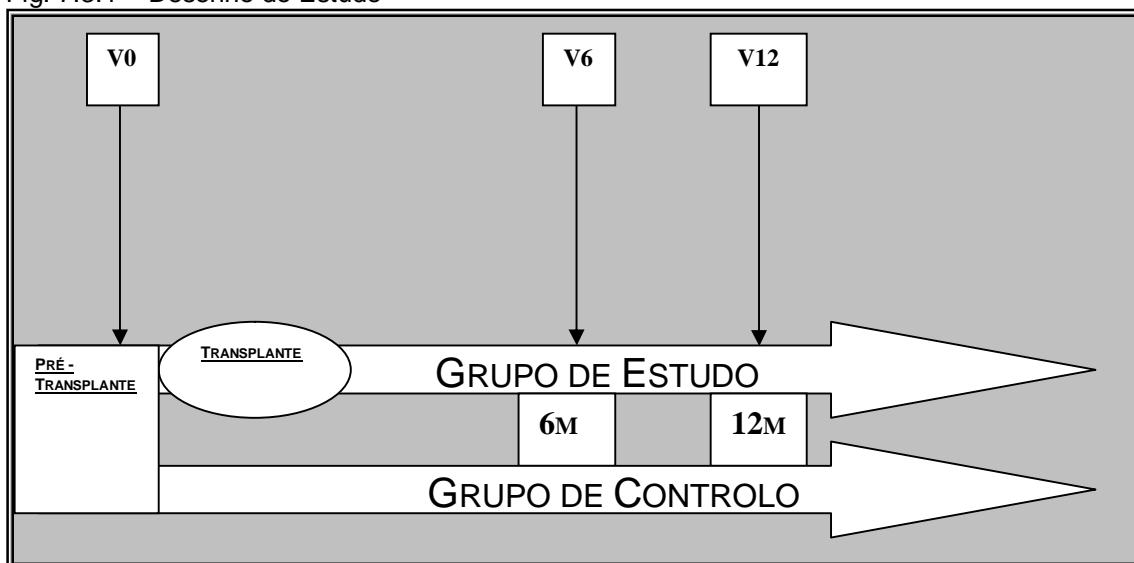 V0
V6
V12
PRÉ-
TRANSPLANTE
TRANSPLANTE
GRUPO DE ESTUDO
6M
12M
GRUPO DE CONTROLO